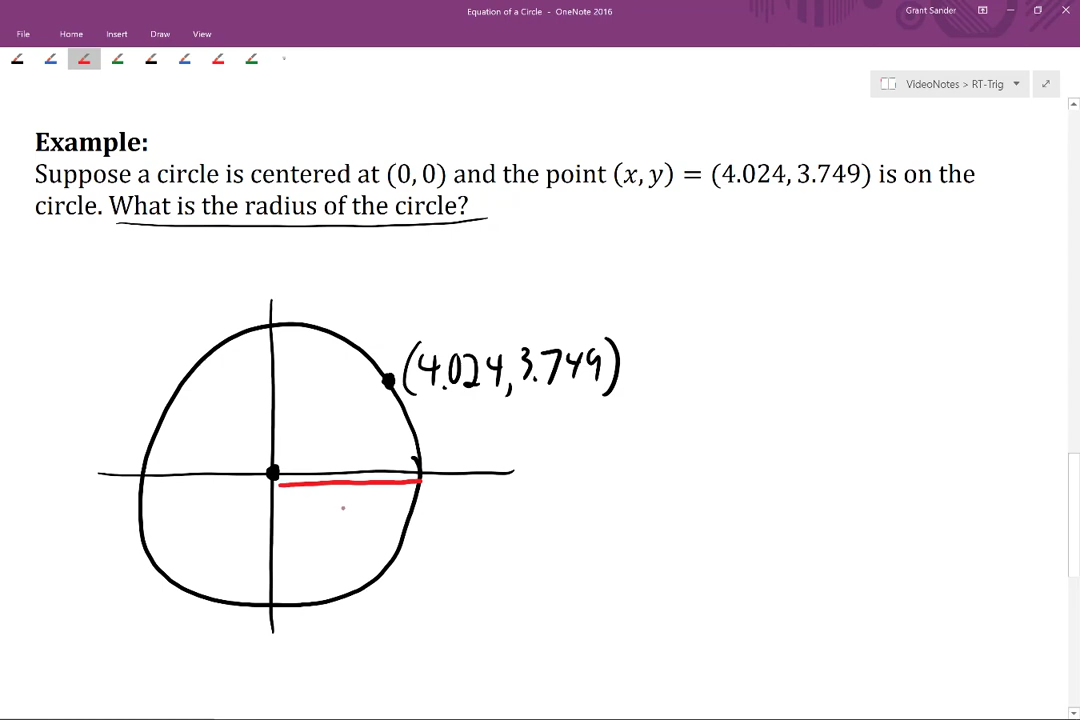 Equation of a Circle - OneNote 2016
Grant Sander
File Home Insert Draw View
VideoNotes > RT-Trig
Example:
Suppose a circle is centered at (0, 0) and the point (x, y) = (4.024, 3.749) is on the
circle. What is the radius of the circle?
(4.024, 3.749)